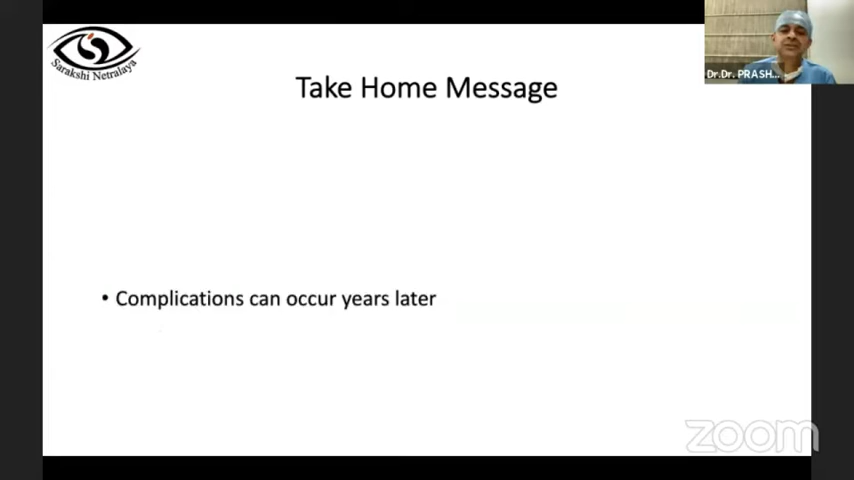 Sarakshi Netralaya
Dr.Dr. PRASH...
Take Home Message
• Complications can occur years later
zoom